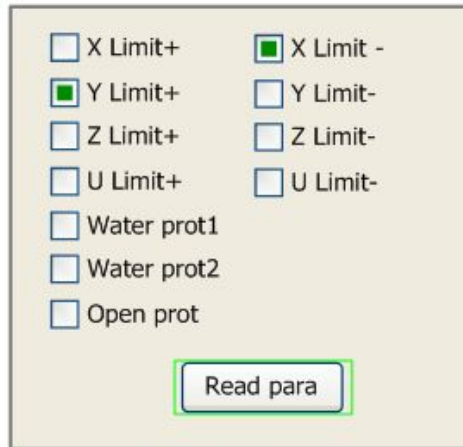 X Limit+ X Limit -
Y Limit+ Y Limit-
Z Limit+ Z Limit-
U Limit+ U Limit-
Water prot1
Water prot2
Open prot
Read para